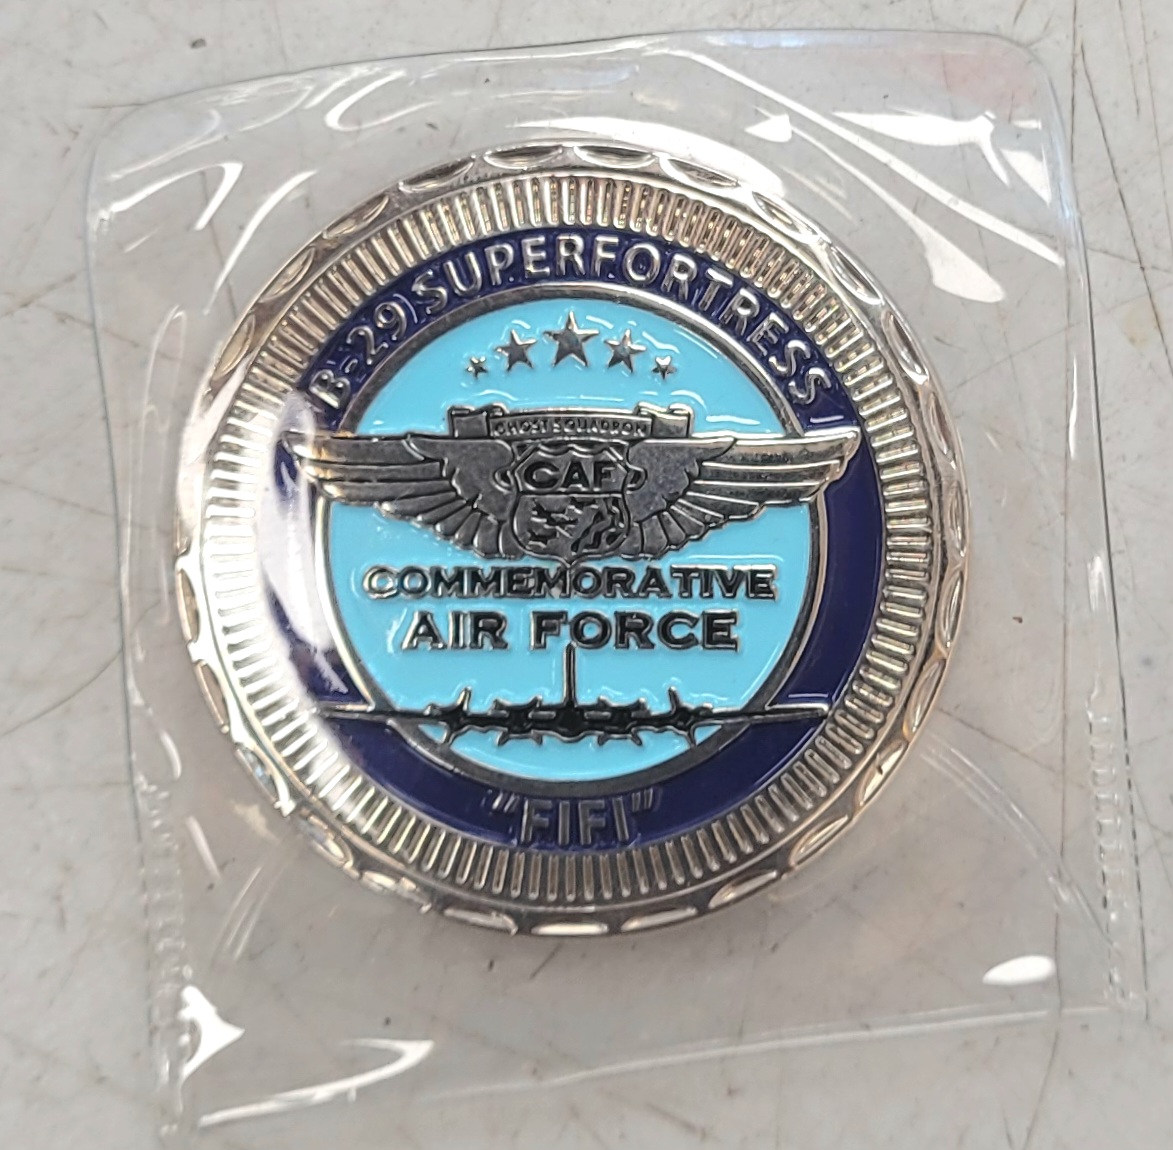 B-29 SUPERFORTRESS
GHOST SQUADRON
CAF
COMMEMORATIVE
AIR FORCE
"FIFI"